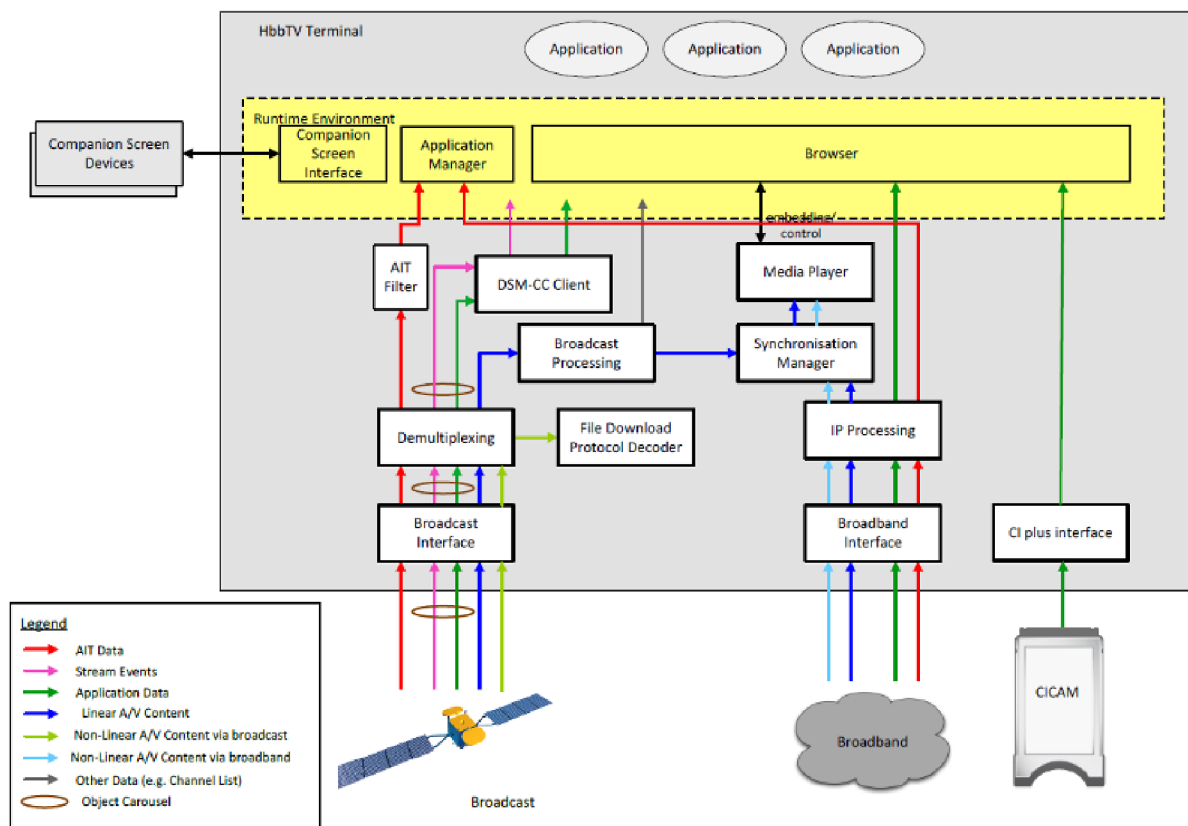 HbbTV Terminal
Application
Application
Application
Runtime Environment
Companion Screen
Devices
Companion
Screen
Interface
Application
Manager
Browser
embedding/
control
AIT
Filter
DSM-CC Client
Media Player
Broadcast
Processing
Synchronisation
Manager
Demultiplexing
File Download
Protocol Decoder
IP Processing
Broadcast
Interface
Broadband
Interface
CI plus interface
Legend
AIT Data
Stream Events
Application Data
Linear A/V Content
Non-Linear A/V Content via broadcast
Non-Linear A/V Content via broadband
Other Data (e.g. Channel List)
Object Carousel
Broadcast
Broadband
CICAM